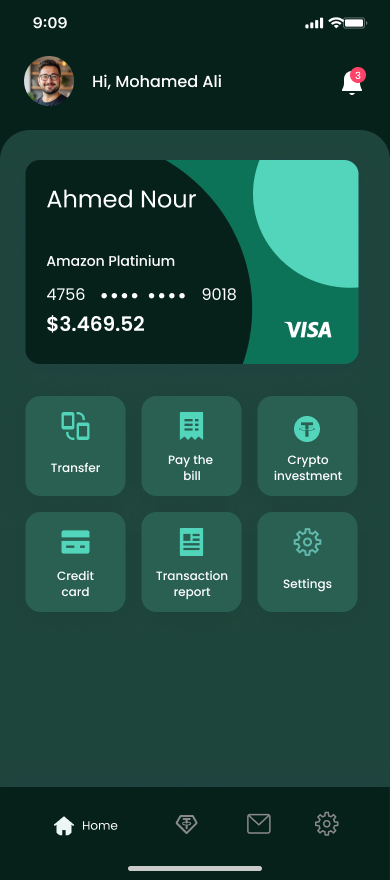 9:09
Hi, Mohamed Ali
3
Ahmed Nour
Amazon Platinium
4756 •••• •••• 9018
$3.469.52
VISA
Transfer
Pay the
bill
Crypto
investment
Credit
card
Transaction
report
Settings
Home